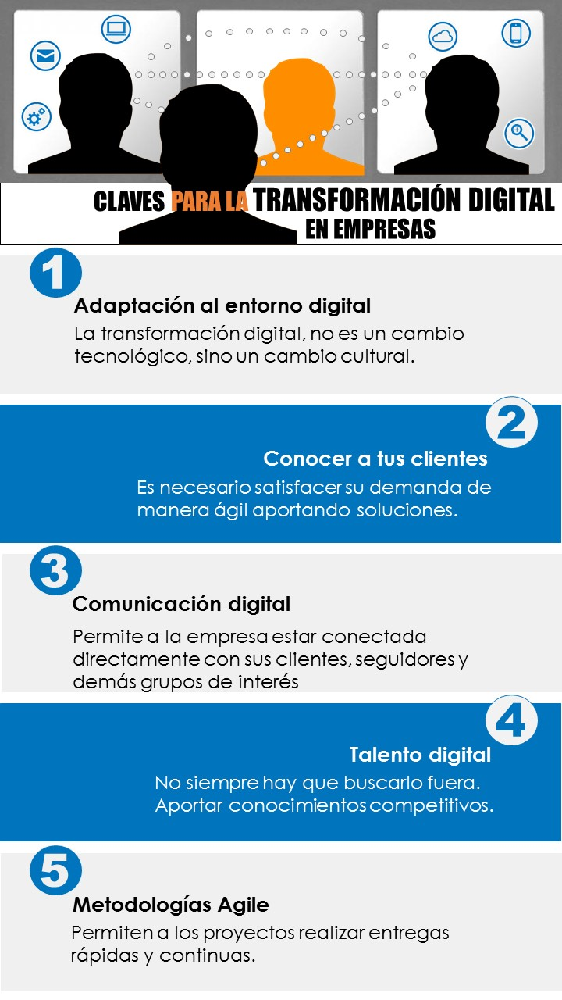 CLAVES PARA LA TRANSFORMACIÓN DIGITAL
EN EMPRESAS
1
Adaptación al entorno digital
La transformación digital, no es un cambio
tecnológico, sino un cambio cultural.
2
Conocer a tus clientes
Es necesario satisfacer su demanda de
manera ágil aportando soluciones.
3
Comunicación digital
Permite a la empresa estar conectada
directamente con sus clientes, seguidores y
demás grupos de interés
4
Talento digital
No siempre hay que buscarlo fuera.
Aportar conocimientos competitivos.
5
Metodologías Agile
Permiten a los proyectos realizar entregas
rápidas y continuas.